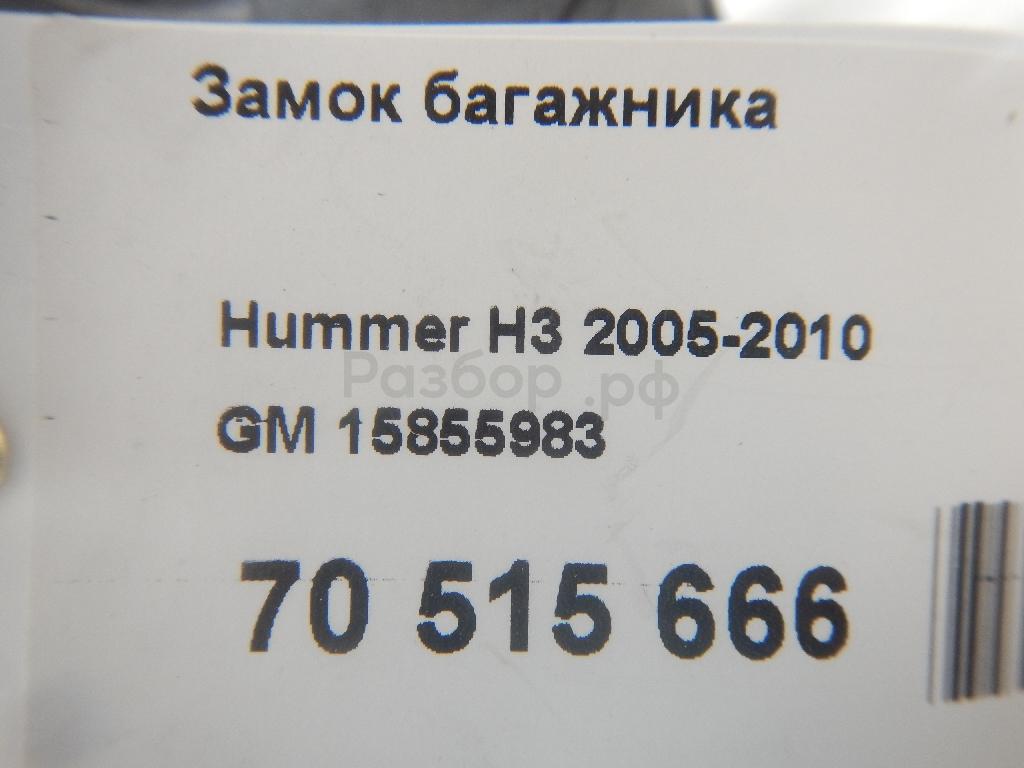 Замок багажника
Hummer H3 2005-2010
Разбор.рф
GM 15855983
70 515 666